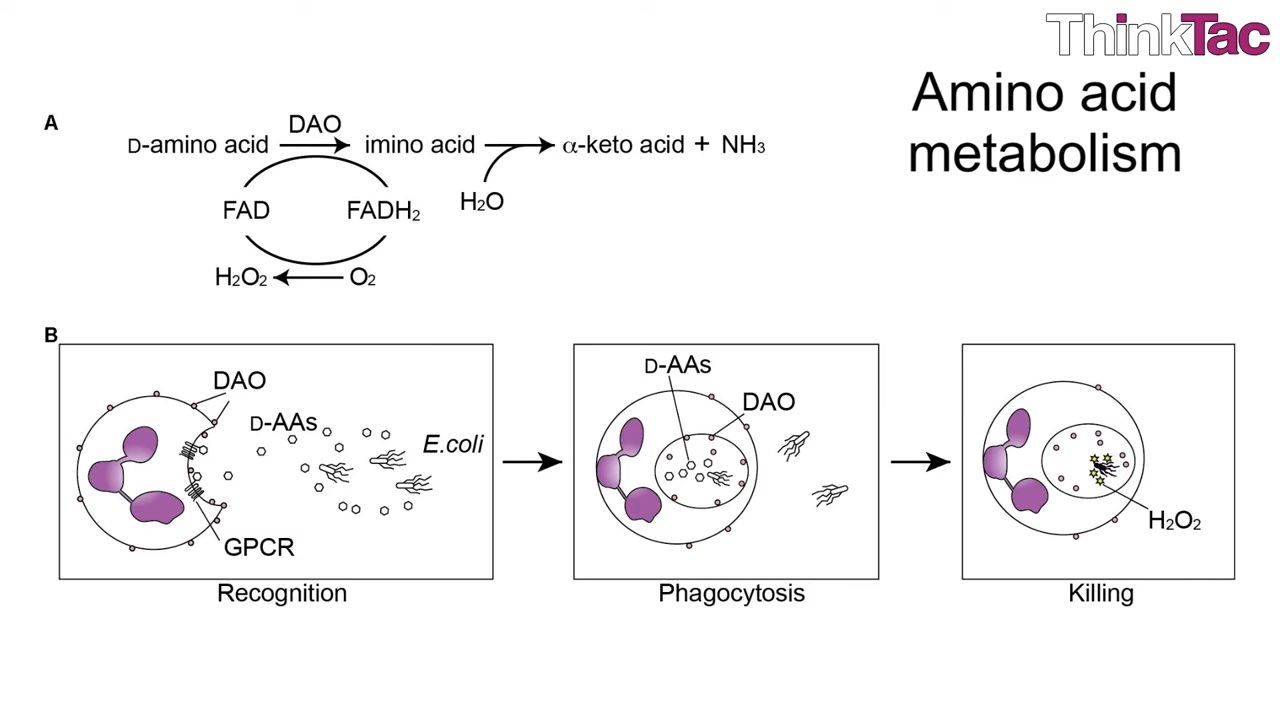 ThinkTac
Amino acid
metabolism
A
DAO
D-amino acid
imino acid
α-keto acid + NH₃
H₂O
FAD
FADH₂
H₂O₂
O₂
B
DAO
D-AAs
E.coli
GPCR
Recognition
D-AAs
DAO
Phagocytosis
H₂O₂
Killing